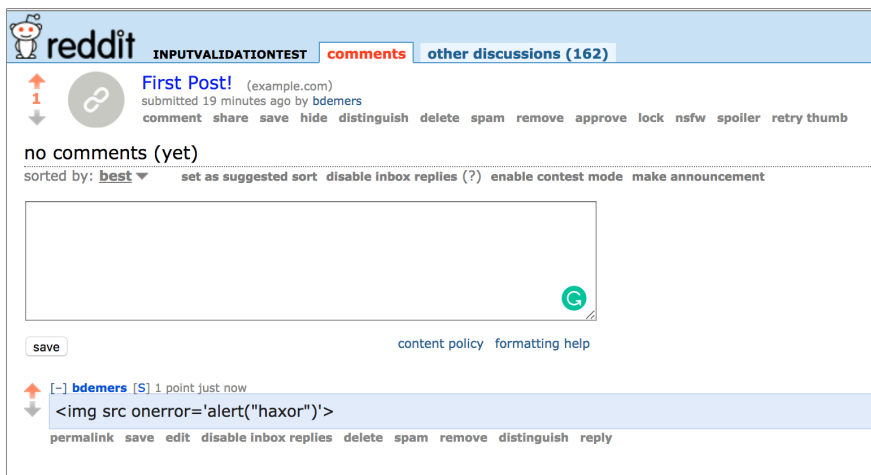 reddit INPUTVALIDATIONTEST comments other discussions (162)
First Post! (example.com)
1
submitted 19 minutes ago by bdemers
comment share save hide distinguish delete spam remove approve lock nsfw spoiler retry thumb
no comments (yet)
sorted by: best set as suggested sort disable inbox replies (?) enable contest mode make announcement
save content policy formatting help
[–] bdemers [S] 1 point just now
<img src onerror='alert("haxor")'>
permalink save edit disable inbox replies delete spam remove distinguish reply